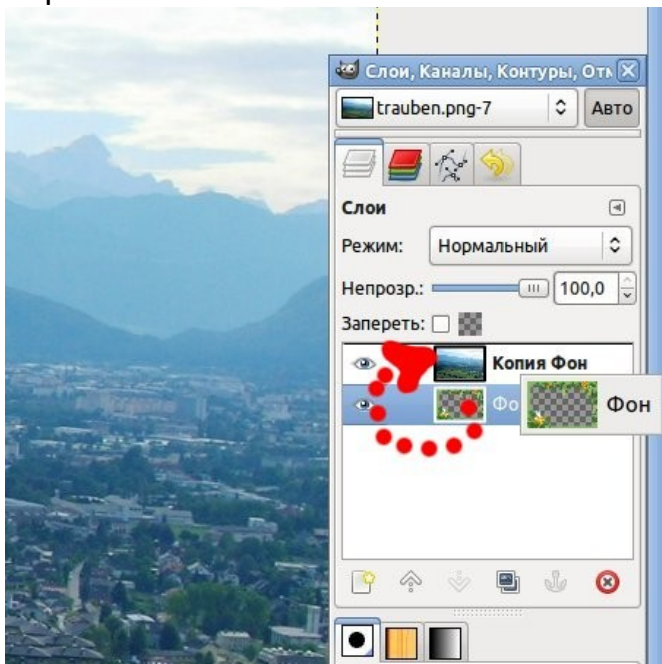 Слои, Каналы, Контуры, Отм
trauben.png-7
Авто
Слои
Режим: Нормальный
Непрозр.: 100,0
Запереть:
Копия Фон
Фо
Фон